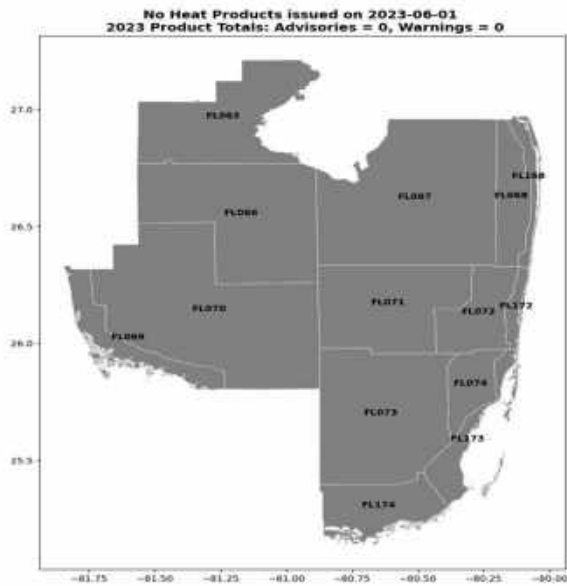 No Heat Products issued on 2023-06-01
2023 Product Totals: Advisories = 0, Warnings = 0
27.0
FL063
FL168
FL067
FL068
FL066
26.5
FL071
FL172
FL070
FL072
FL069
26.0
FL074
FL073
FL173
25.5
FL174
−81.75 −81.50 −81.25 −81.00 −80.75 −80.50 −80.25 −80.00